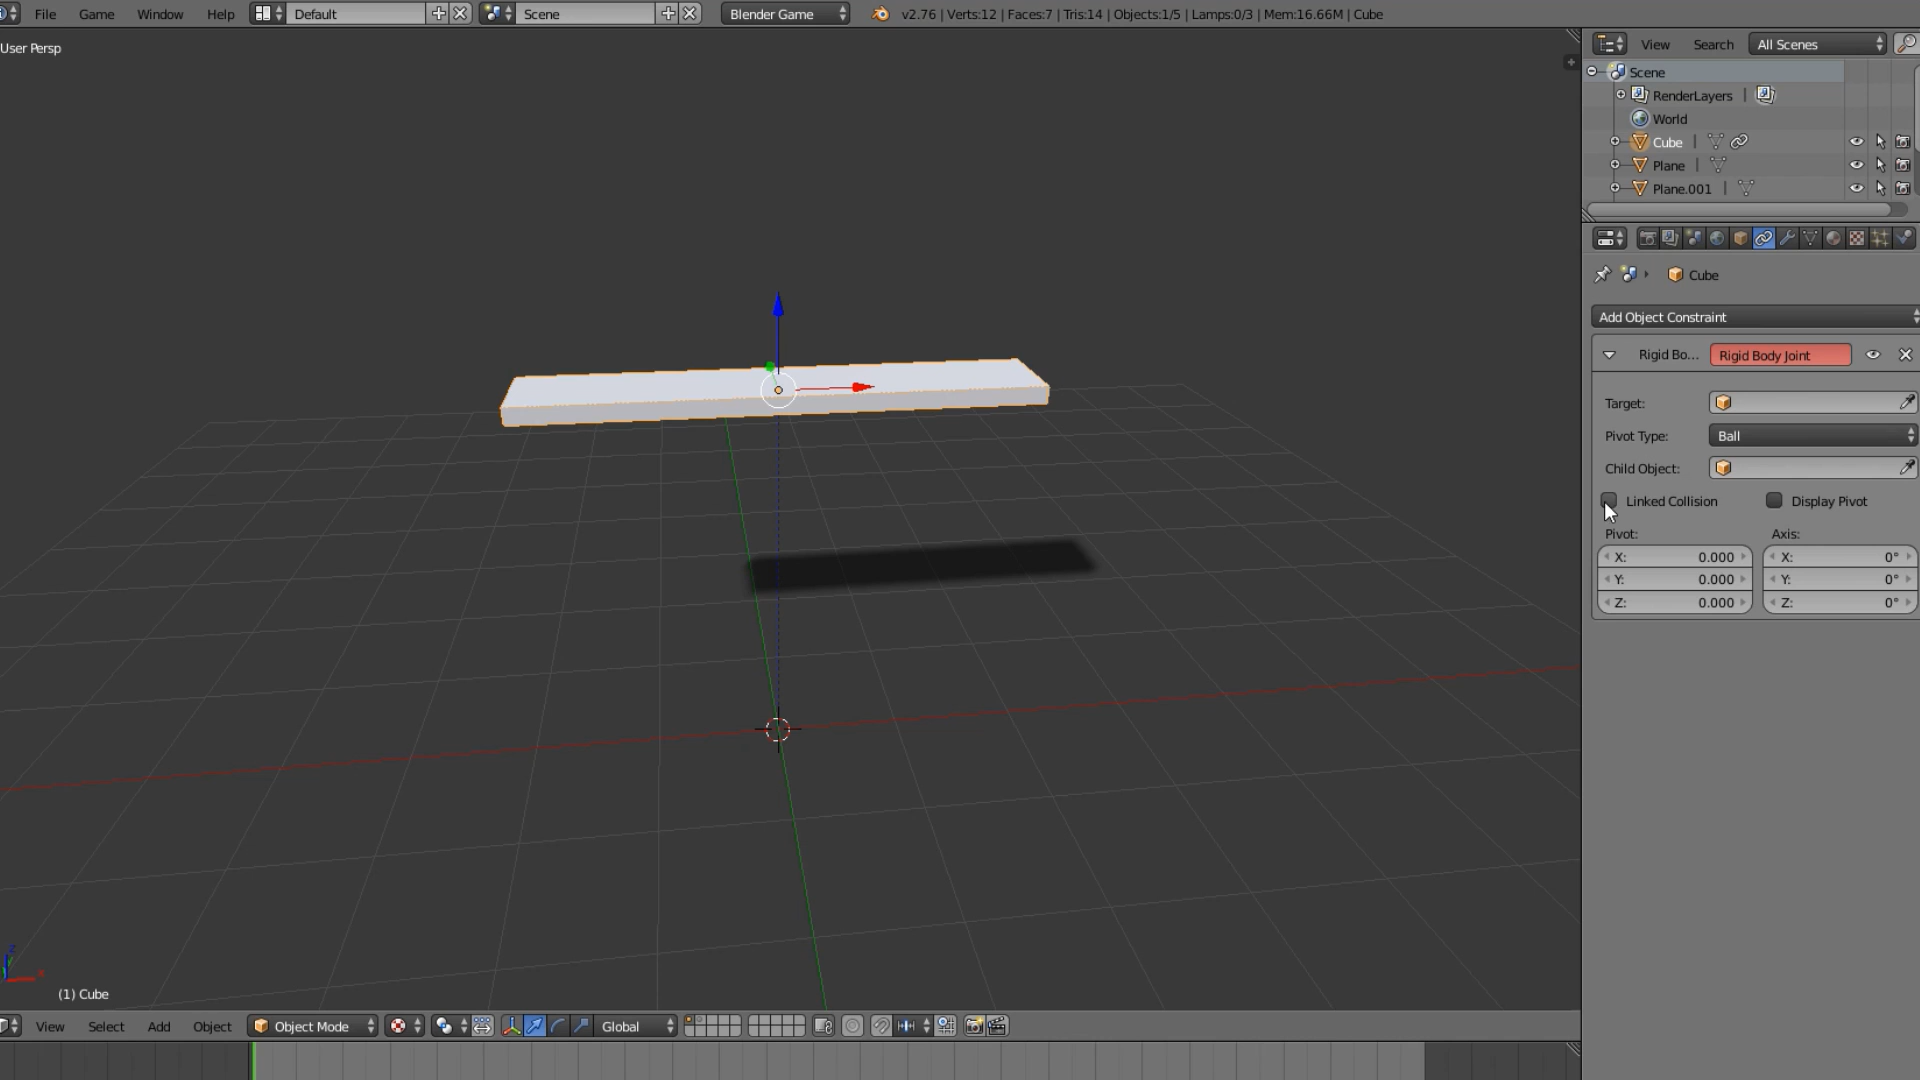 File Game Window Help Default Scene Blender Game v2.76 | Verts:12 | Faces:7 | Tris:14 | Objects:1/5 | Lamps:0/3 | Mem:16.66M | Cube
User Persp
View Search All Scenes
Scene
RenderLayers
World
Cube
Plane
Plane.001
Cube
Add Object Constraint
Rigid Bo... Rigid Body Joint
Target:
Pivot Type: Ball
Child Object:
Linked Collision Display Pivot
Pivot: Axis:
X: 0.000 X: 0°
Y: 0.000 Y: 0°
Z: 0.000 Z: 0°
z
x
(1) Cube
View Select Add Object Object Mode Global